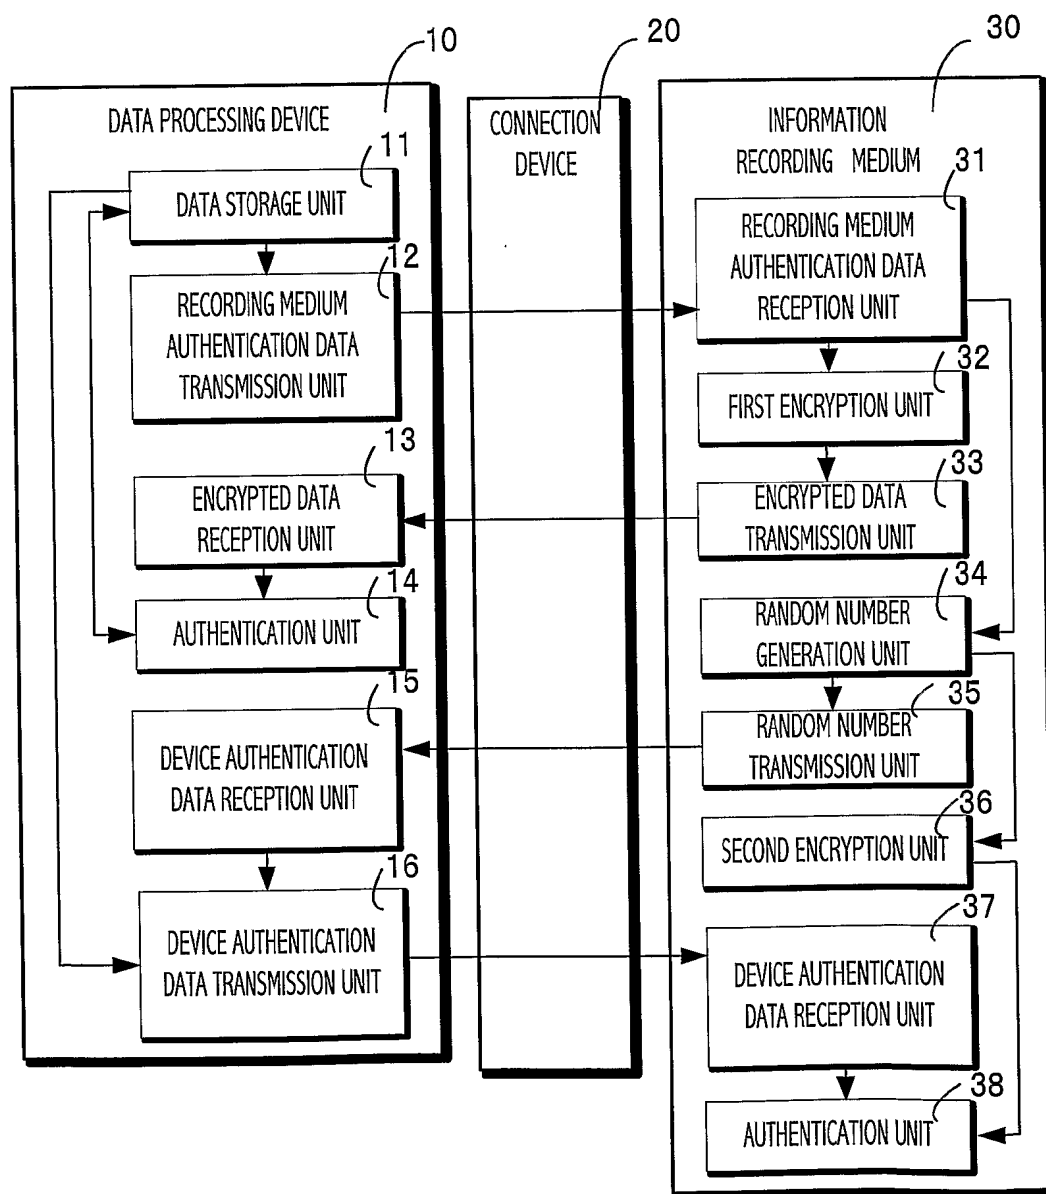 10
20
30
DATA PROCESSING DEVICE
11
DATA STORAGE UNIT
12
RECORDING MEDIUM
AUTHENTICATION DATA
TRANSMISSION UNIT
13
ENCRYPTED DATA
RECEPTION UNIT
14
AUTHENTICATION UNIT
15
DEVICE AUTHENTICATION
DATA RECEPTION UNIT
16
DEVICE AUTHENTICATION
DATA TRANSMISSION UNIT
CONNECTION
DEVICE
INFORMATION
RECORDING MEDIUM
31
RECORDING MEDIUM
AUTHENTICATION DATA
RECEPTION UNIT
32
FIRST ENCRYPTION UNIT
33
ENCRYPTED DATA
TRANSMISSION UNIT
34
RANDOM NUMBER
GENERATION UNIT
35
RANDOM NUMBER
TRANSMISSION UNIT
36
SECOND ENCRYPTION UNIT
37
DEVICE AUTHENTICATION
DATA RECEPTION UNIT
38
AUTHENTICATION UNIT